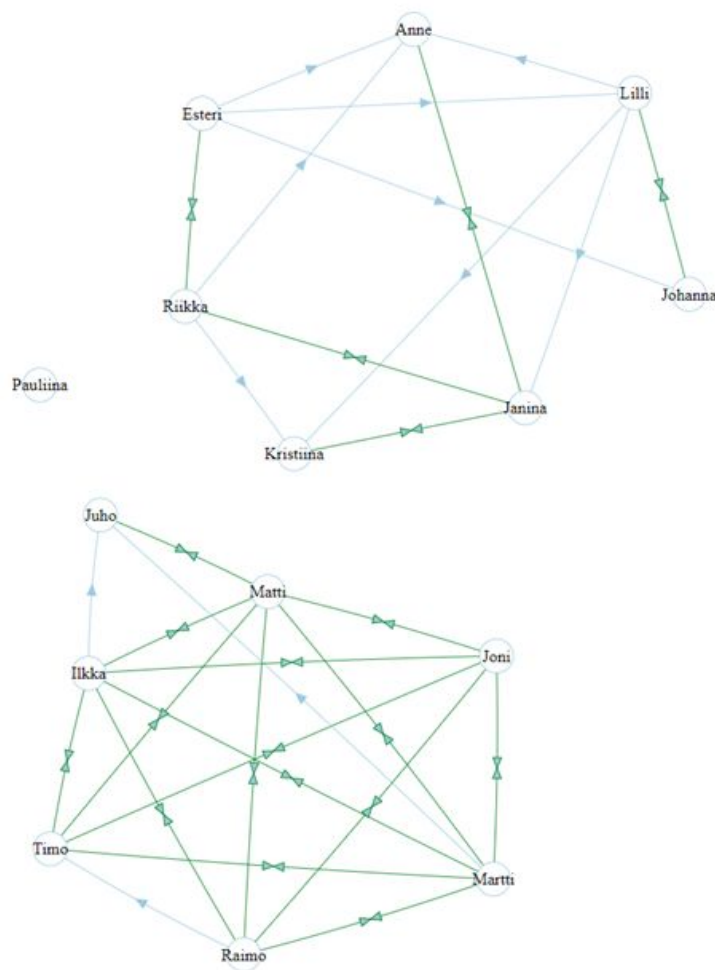 Anne
Lilli
Esteri
Johanna
Riikka
Pauliina
Janina
Kristiina
Juho
Matti
Joni
Ilkka
Timo
Martti
Raimo